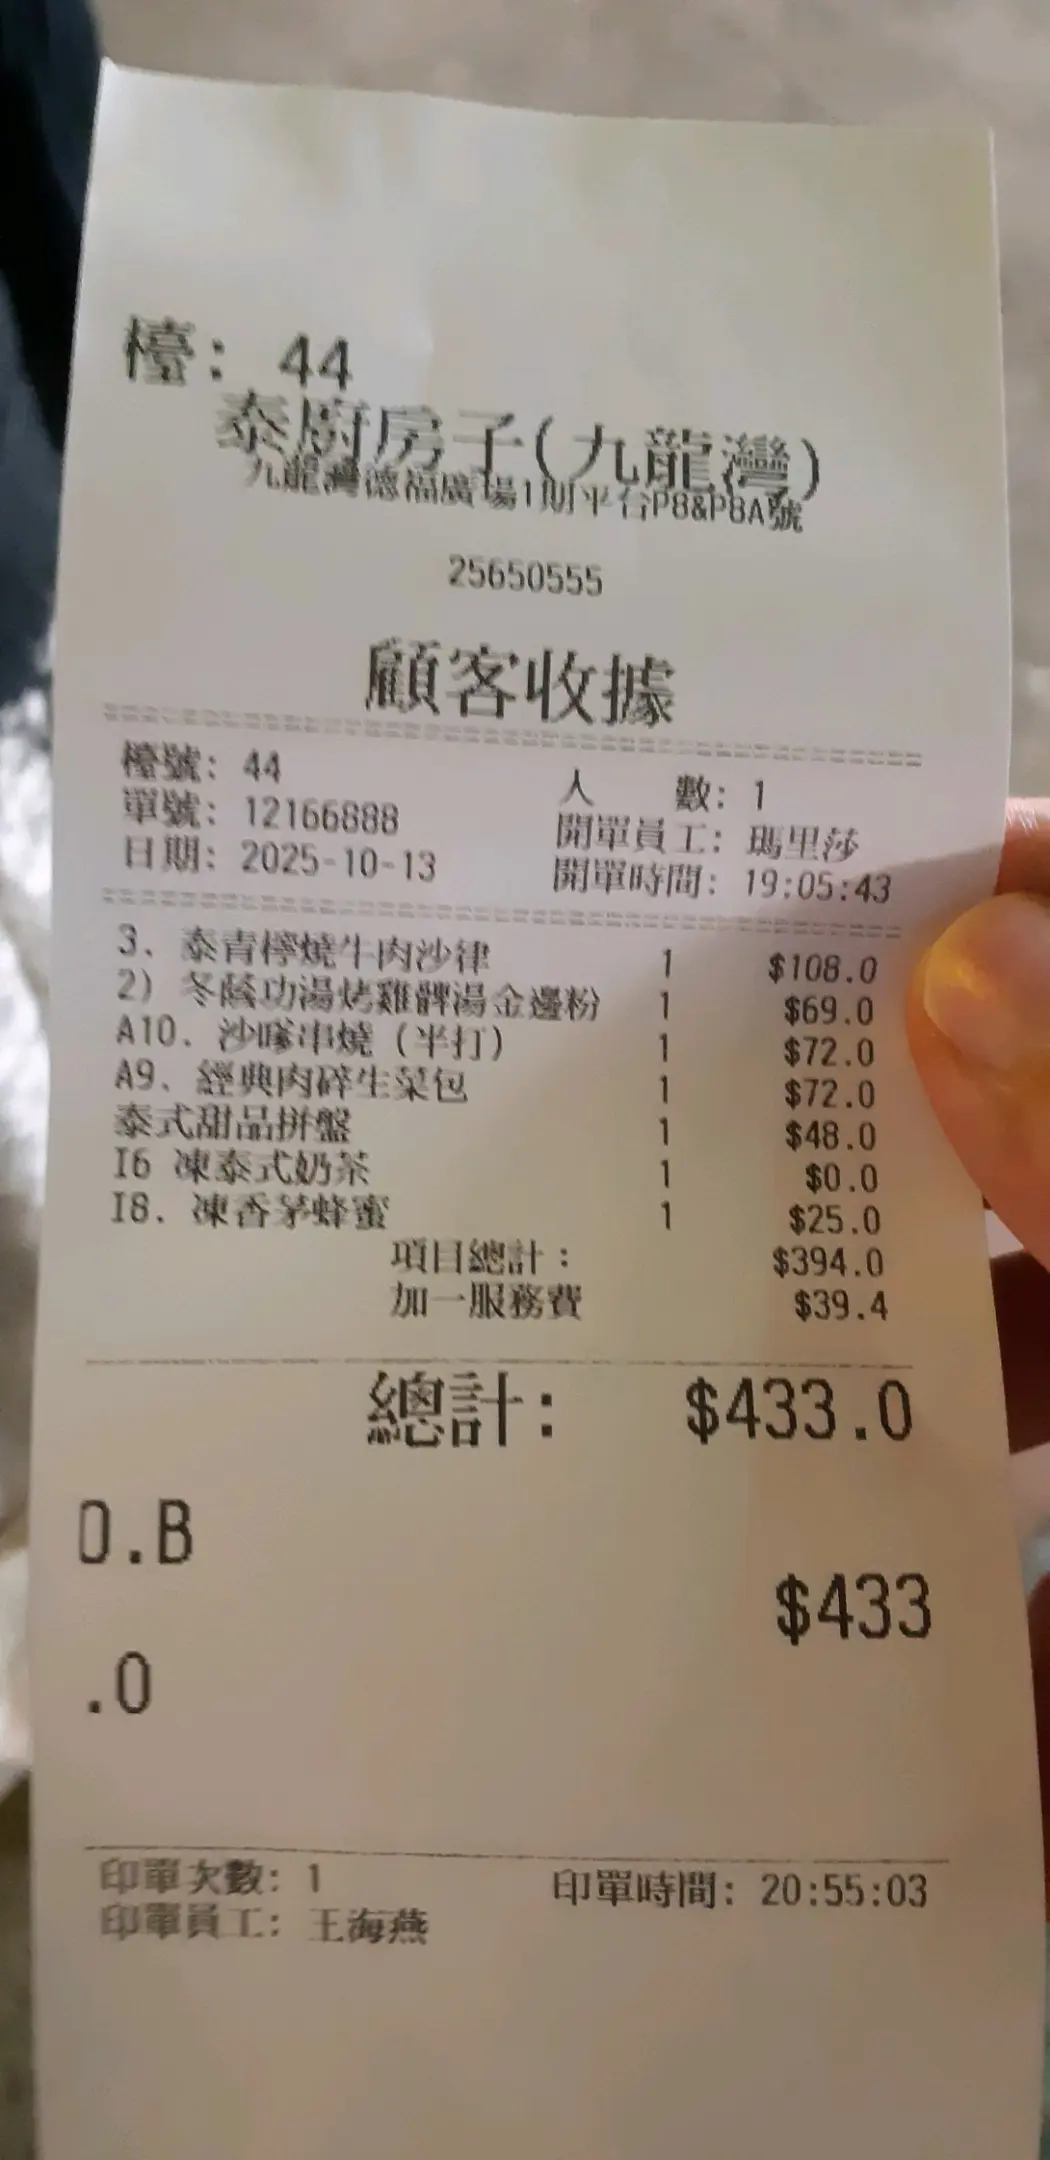 檯: 44
泰廚房子(九龍灣)
九龍灣德福廣場1期平台P8&P8A號
25650555
顧客收據
檯號: 44 人 數: 1
單號: 12166888 開單員工: 瑪里莎
日期: 2025-10-13 開單時間: 19:05:43
3. 泰青檸燒牛肉沙律 1 $108.0
2) 冬蔭功湯烤雞髀湯金邊粉 1 $69.0
A10. 沙嗲串燒 (半打) 1 $72.0
A9. 經典肉碎生菜包 1 $72.0
泰式甜品拼盤 1 $48.0
I6 凍泰式奶茶 1 $0.0
I8. 凍香茅蜂蜜 1 $25.0
項目總計: $394.0
加一服務費 $39.4
總計: $433.0
O.B
$433
.0
印單次數: 1 印單時間: 20:55:03
印單員工: 王海燕